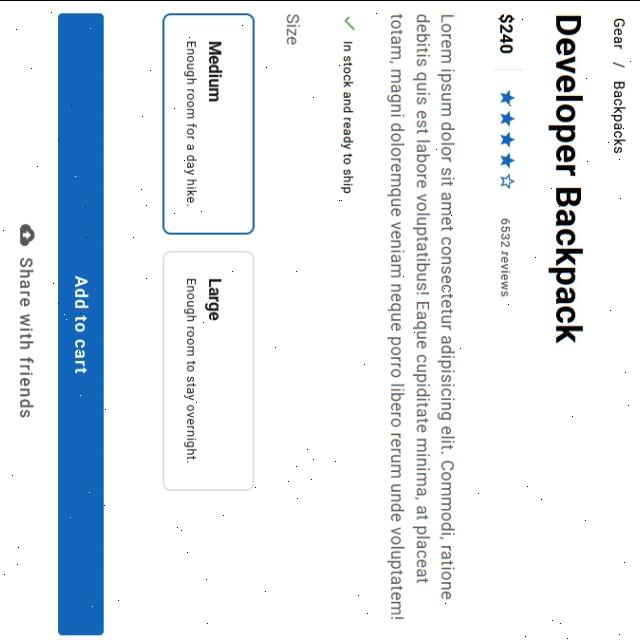 Gear / Backpacks
Developer Backpack
$240
6532 reviews
Lorem ipsum dolor sit amet consectetur adipisicing elit. Commodi, ratione
debitis quis est labore voluptatibus! Eaque cupiditate minima, at placeat
totam, magni doloremque veniam neque porro libero rerum unde voluptatem!
In stock and ready to ship
Size
Medium
Enough room for a day hike.
Large
Enough room to stay overnight.
Add to cart
Share with friends